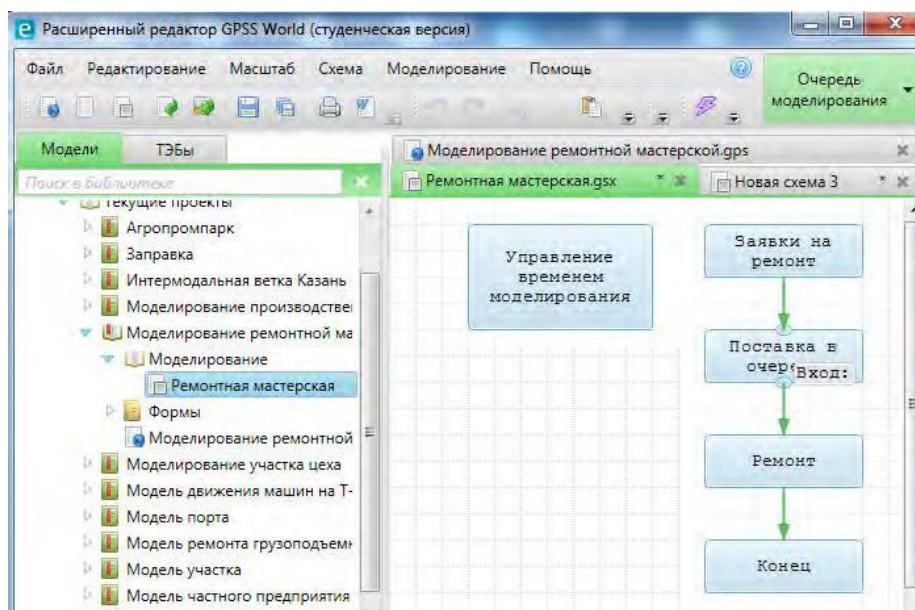 Расширенный редактор GPSS World (студенческая версия)
Файл Редактирование Масштаб Схема Моделирование Помощь
Очередь
моделирования
Модели ТЭБы
Поиск в Библиотеке
Текущие проекты
Агропромпарк
Заправка
Интермодальная ветка Казань
Моделирование производстве
Моделирование ремонтной ма
Моделирование
Ремонтная мастерская
Формы
Моделирование ремонтной
Моделирование участка цеха
Модель движения машин на Т-
Модель порта
Модель ремонта грузоподъем
Модель участка
Модель частного предприятия
Моделирование ремонтной мастерской.gps
Ремонтная мастерская.gsx * Новая схема 3 *
Управление
временем
моделирования
Заявки на
ремонт
Поставка в
очере
Вход:
Ремонт
Конец